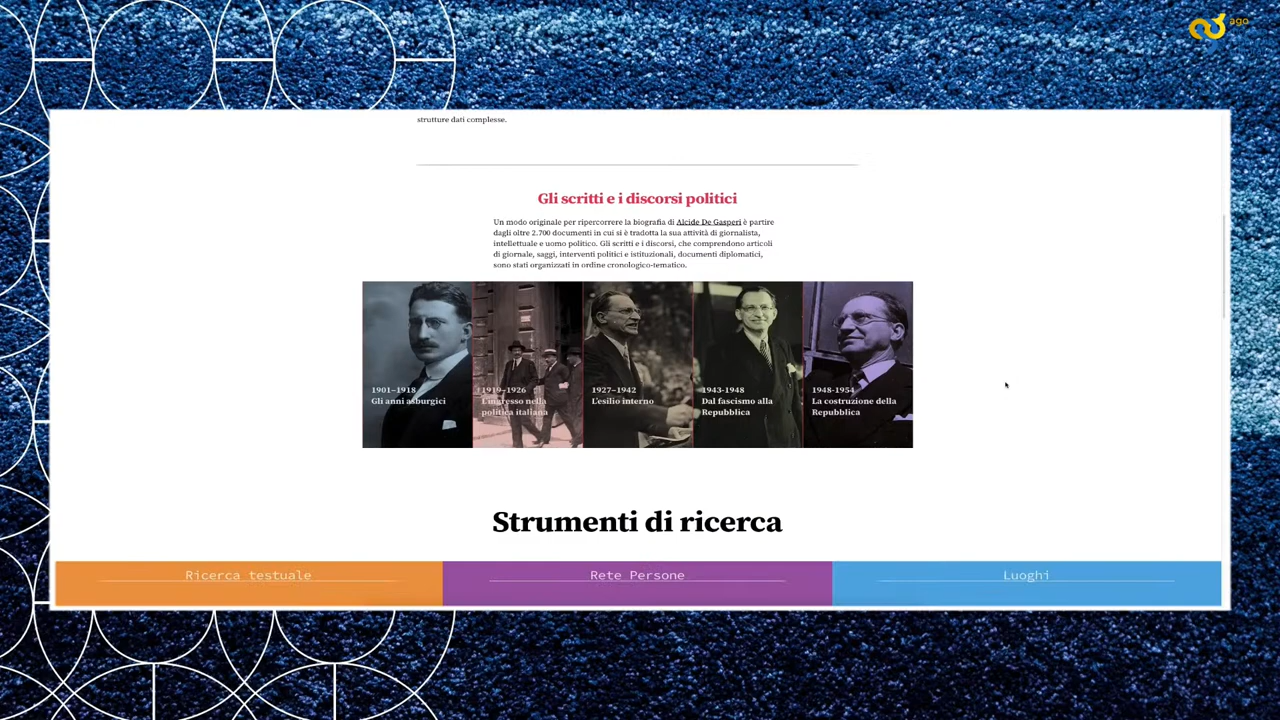 ago
strutture dati complesse.
Gli scritti e i discorsi politici
Un modo originale per ripercorrere la biografia di Alcide De Gasperi è partire
dagli oltre 2.700 documenti in cui si è tradotta la sua attività di giornalista,
intellettuale e uomo politico. Gli scritti e i discorsi, che comprendono articoli
di giornale, saggi, interventi politici e istituzionali, documenti diplomatici,
sono stati organizzati in ordine cronologico-tematico.
1901–1918
Gli anni asburgici
1919–1926
L'ingresso nella
politica italiana
1927–1942
L'esilio interno
1943-1948
Dal fascismo alla
Repubblica
1948-1954
La costruzione della
Repubblica
Strumenti di ricerca
Ricerca testuale
Rete Persone
Luoghi